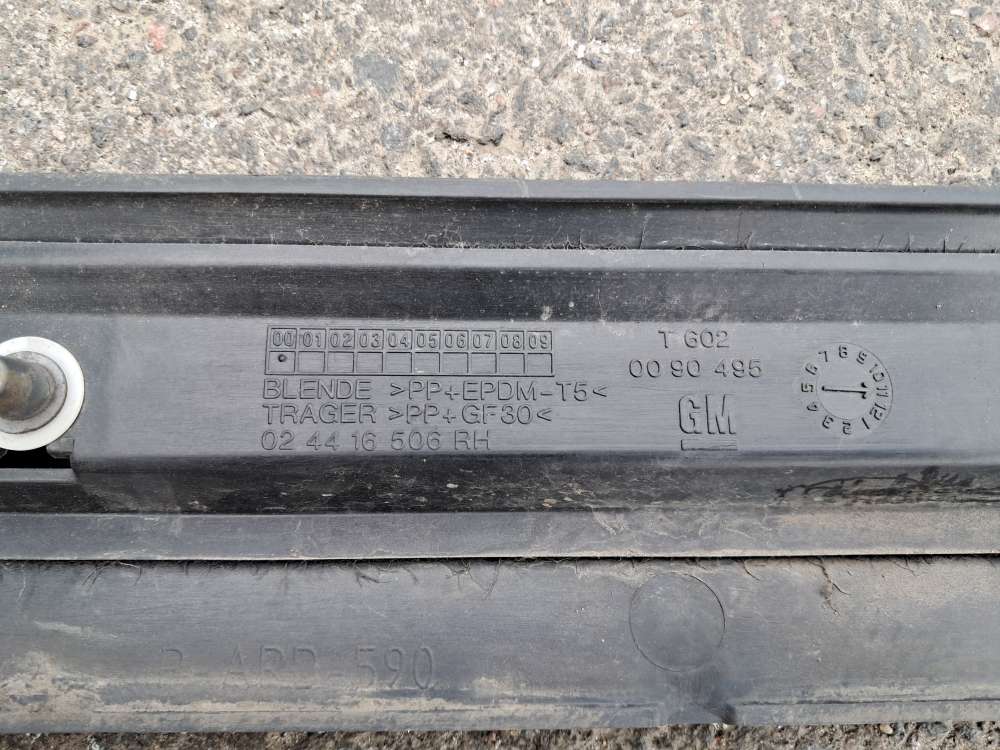 00 01 02 03 04 05 06 07 08 09
BLENDE >PP+EPDM-T5<
TRAGER >PP+GF30<
02 44 16 506 RH
T 602
00 90 495
GM
1 2 3 4 5 6 7 8 9 10 11 12
590